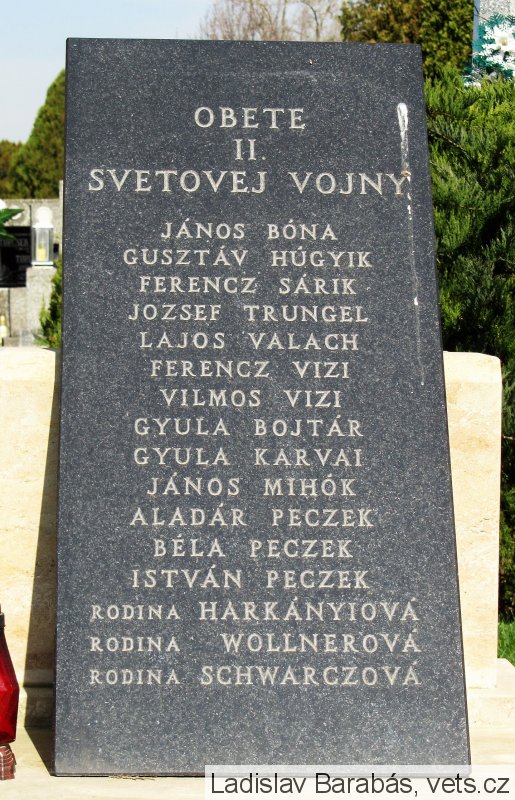 OBETE
II.
SVETOVEJ VOJNY
JÁNOS BÓNA
GUSZTÁV HÚGYIK
FERENCZ SÁRIK
JOZSEF TRUNGEL
LAJOS VALACH
FERENCZ VIZI
VILMOS VIZI
GYULA BOJTÁR
GYULA KARVAI
JÁNOS MIHÓK
ALADÁR PECZEK
BÉLA PECZEK
ISTVÁN PECZEK
RODINA HARKÁNYIOVÁ
RODINA WOLLNEROVÁ
RODINA SCHWARCZOVÁ
Ladislav Barabás, vets.cz